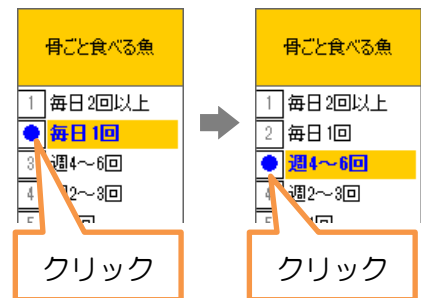 骨ごと食べる魚
1 毎日2回以上
毎日1回
3 週4～6回
4 週2～3回
クリック
骨ごと食べる魚
1 毎日2回以上
2 毎日1回
週4～6回
4 週2～3回
クリック